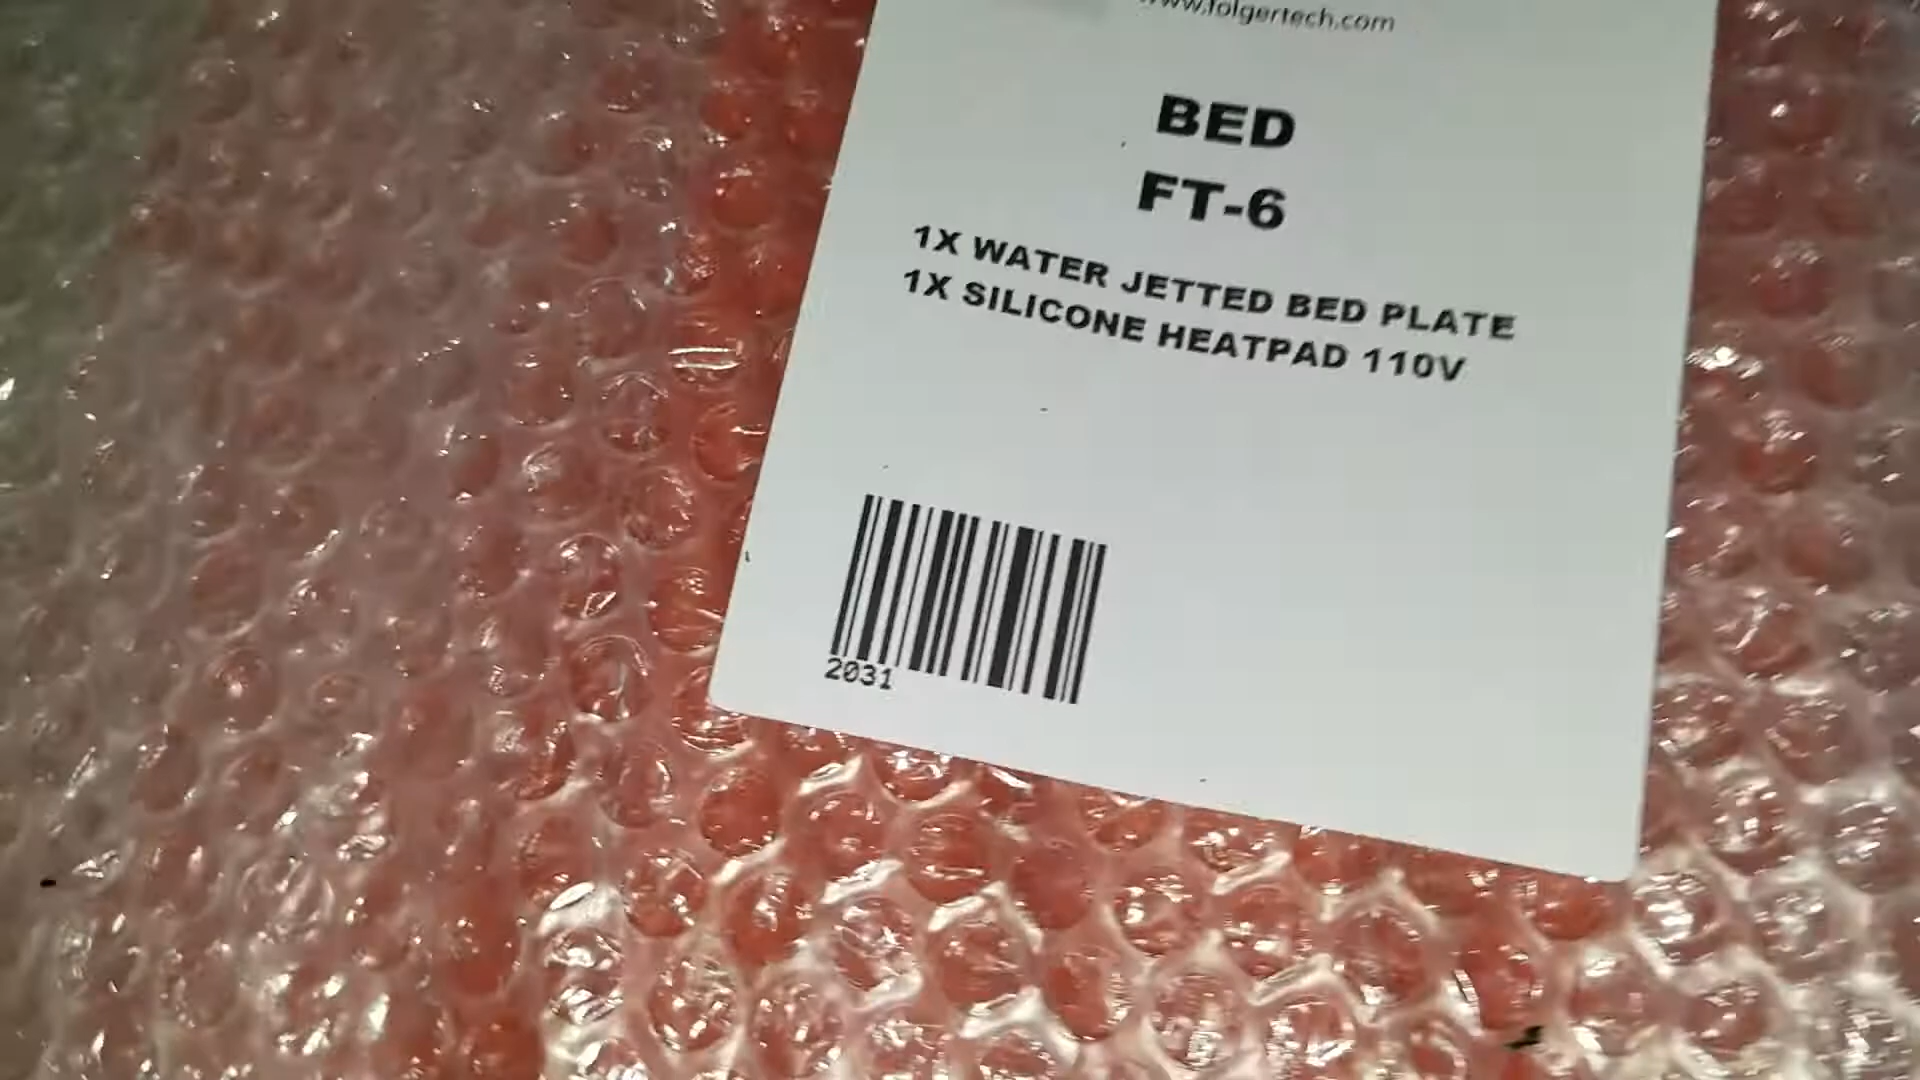 www.folgertech.com
BED
FT-6
1X WATER JETTED BED PLATE
1X SILICONE HEATPAD 110V
2031